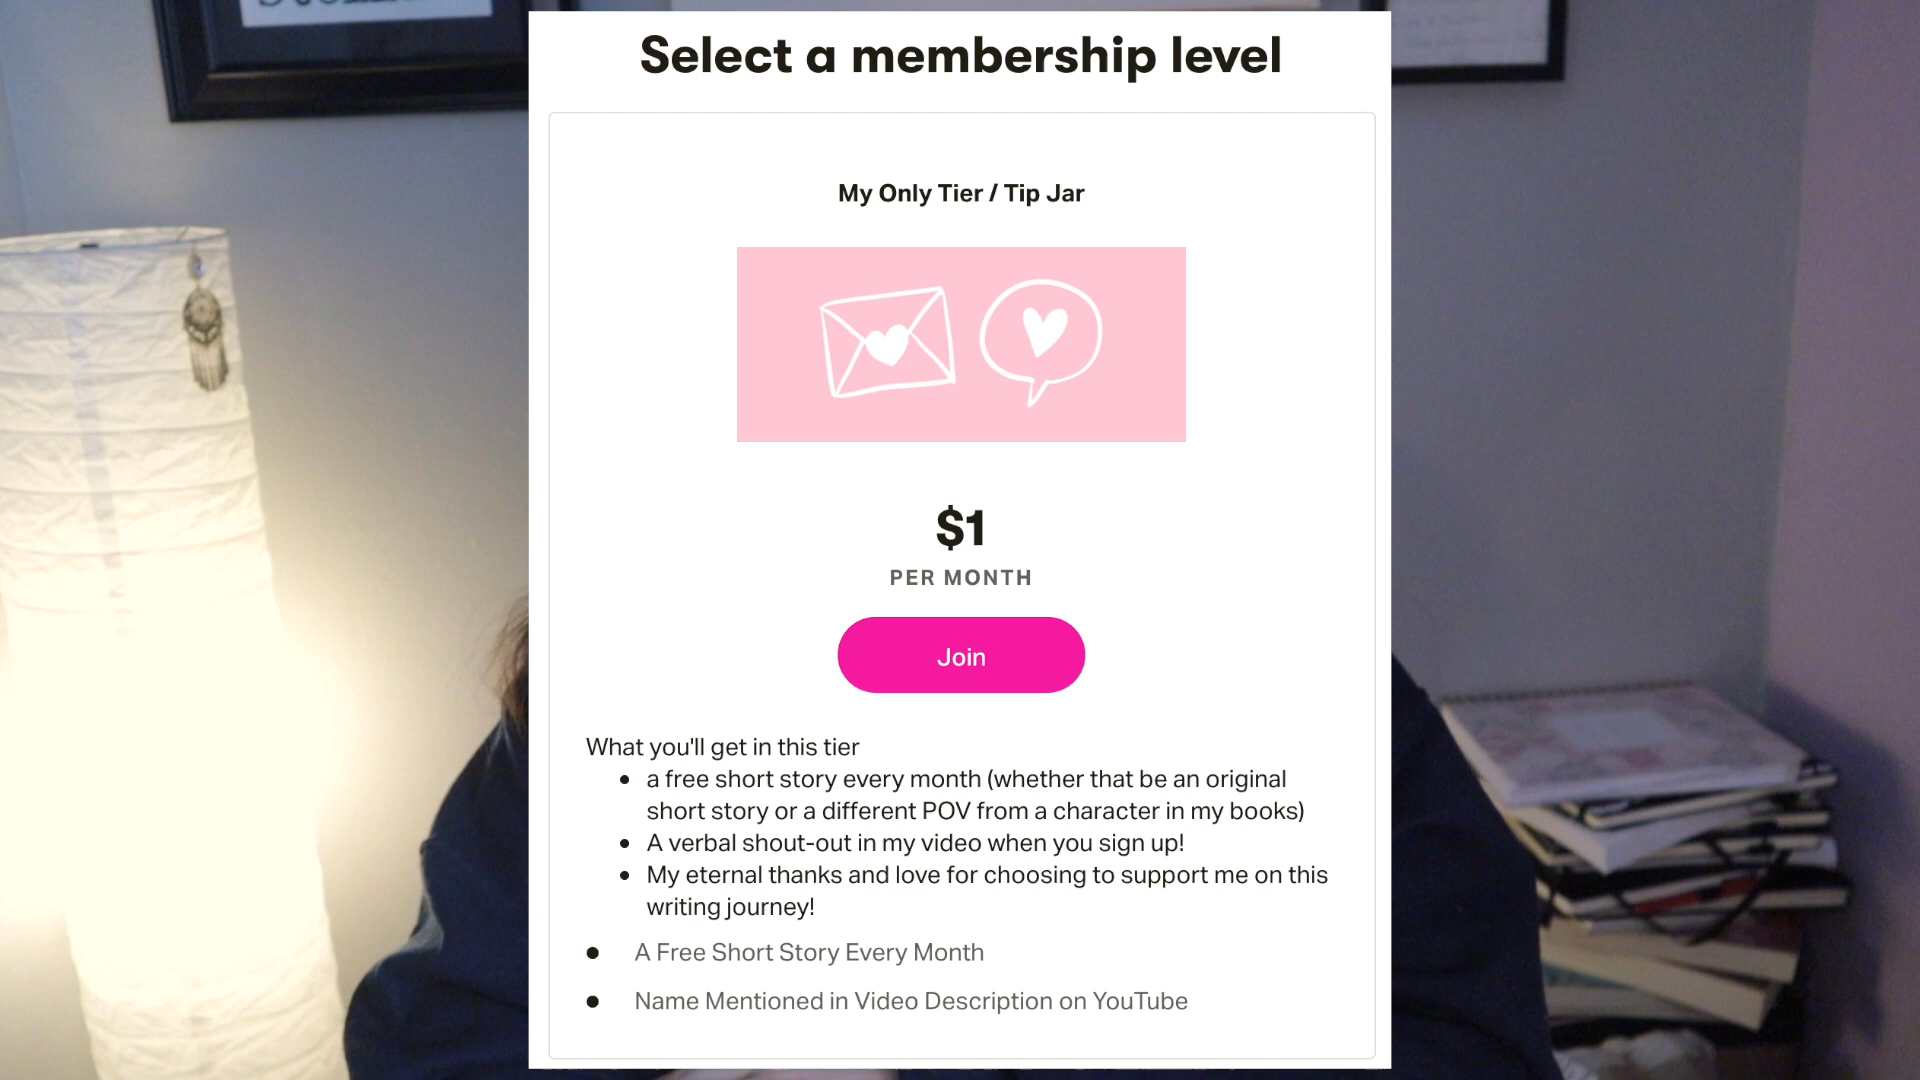 Select a membership level
My Only Tier / Tip Jar
$1
PER MONTH
Join
What you'll get in this tier
• a free short story every month (whether that be an original
short story or a different POV from a character in my books)
• A verbal shout-out in my video when you sign up!
• My eternal thanks and love for choosing to support me on this
writing journey!
• A Free Short Story Every Month
• Name Mentioned in Video Description on YouTube